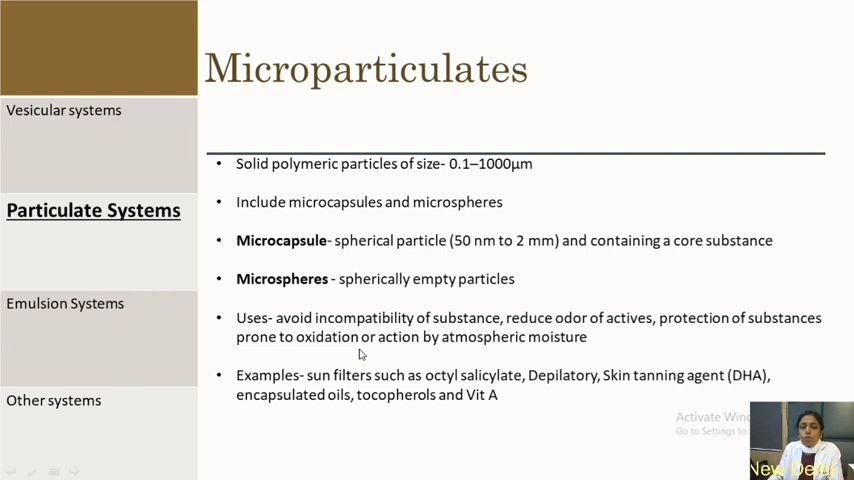 Microparticulates
Vesicular systems
Particulate Systems
Emulsion Systems
Other systems
• Solid polymeric particles of size- 0.1–1000µm
• Include microcapsules and microspheres
• Microcapsule- spherical particle (50 nm to 2 mm) and containing a core substance
• Microspheres - spherically empty particles
• Uses- avoid incompatibility of substance, reduce odor of actives, protection of substances
prone to oxidation or action by atmospheric moisture
• Examples- sun filters such as octyl salicylate, Depilatory, Skin tanning agent (DHA),
encapsulated oils, tocopherols and Vit A
Activate
Go to Settings to
New Delhi